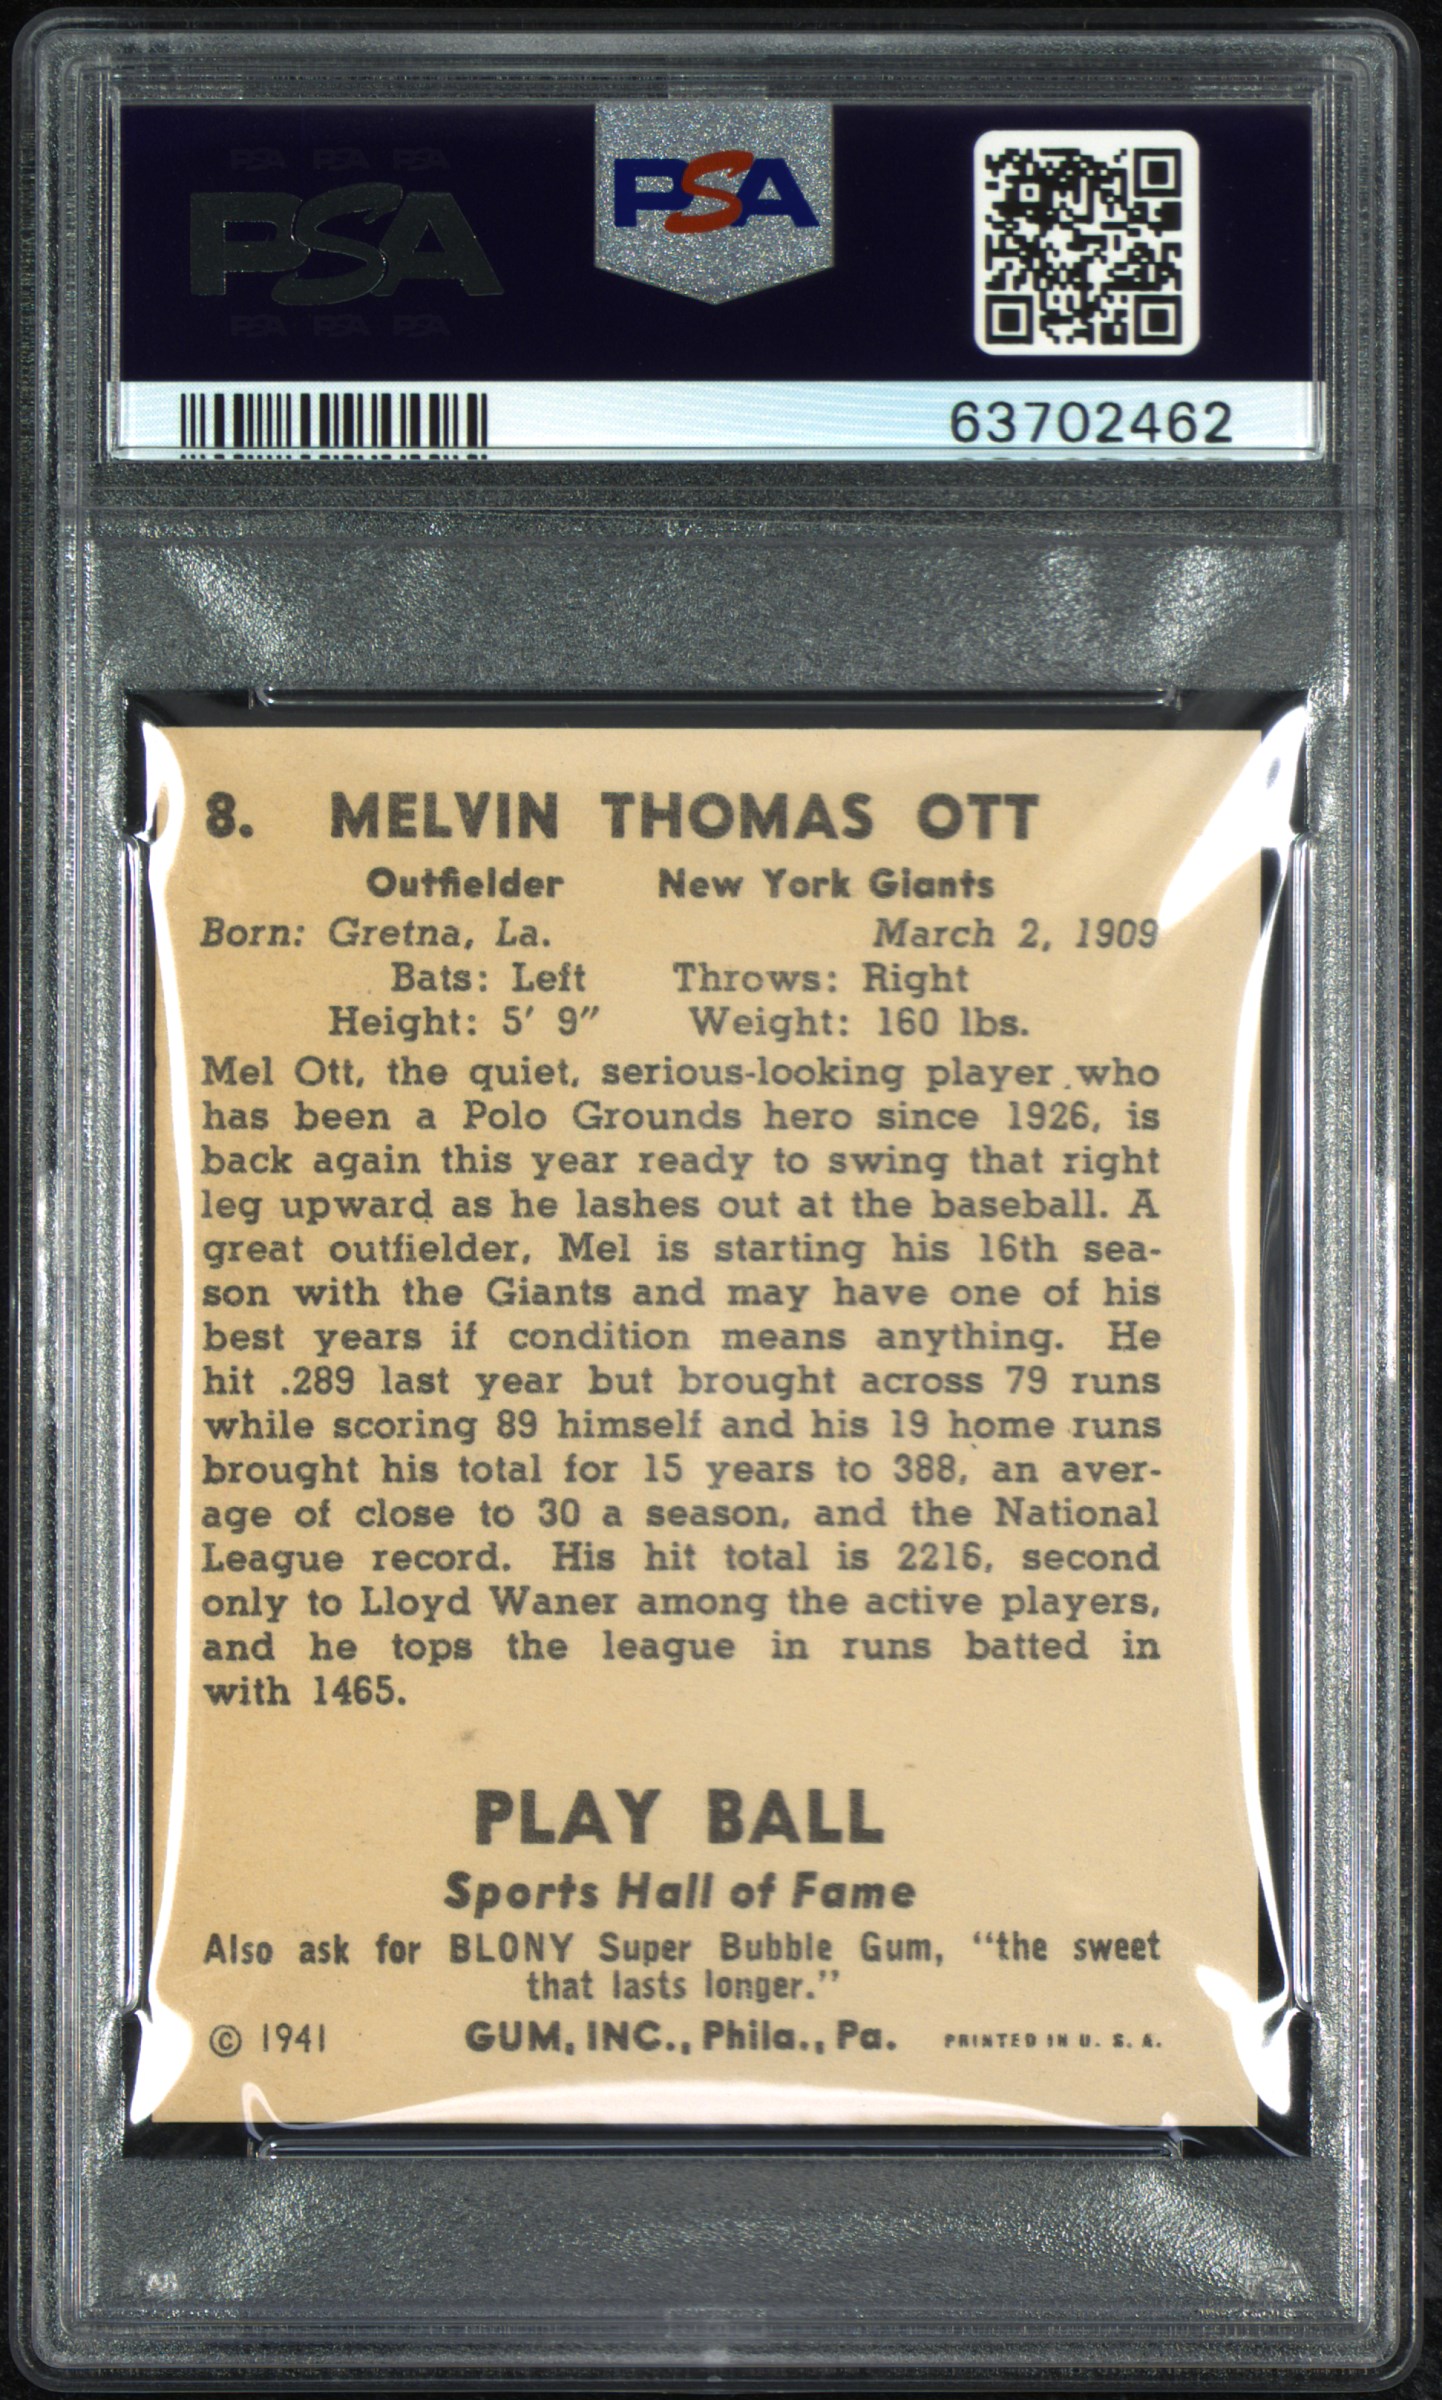 PSA PSA PSA
PSA
PSA PSA PSA
PSA
63702462
8. MELVIN THOMAS OTT
Outfielder New York Giants
Born: Gretna, La. March 2, 1909
Bats: Left Throws: Right
Height: 5′ 9″ Weight: 160 lbs.
Mel Ott, the quiet, serious-looking player who
has been a Polo Grounds hero since 1926, is
back again this year ready to swing that right
leg upward as he lashes out at the baseball. A
great outfielder, Mel is starting his 16th sea-
son with the Giants and may have one of his
best years if condition means anything. He
hit .289 last year but brought across 79 runs
while scoring 89 himself and his 19 home runs
brought his total for 15 years to 388, an aver-
age of close to 30 a season, and the National
League record. His hit total is 2216, second
only to Lloyd Waner among the active players,
and he tops the league in runs batted in
with 1465.
PLAY BALL
Sports Hall of Fame
Also ask for BLONY Super Bubble Gum, “the sweet
that lasts longer.”
© 1941 GUM, INC., Phila., Pa. PRINTED IN U. S. A.